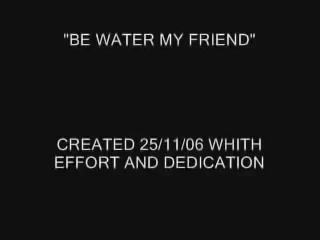 "BE WATER MY FRIEND"
CREATED 25/11/06 WHITH
EFFORT AND DEDICATION